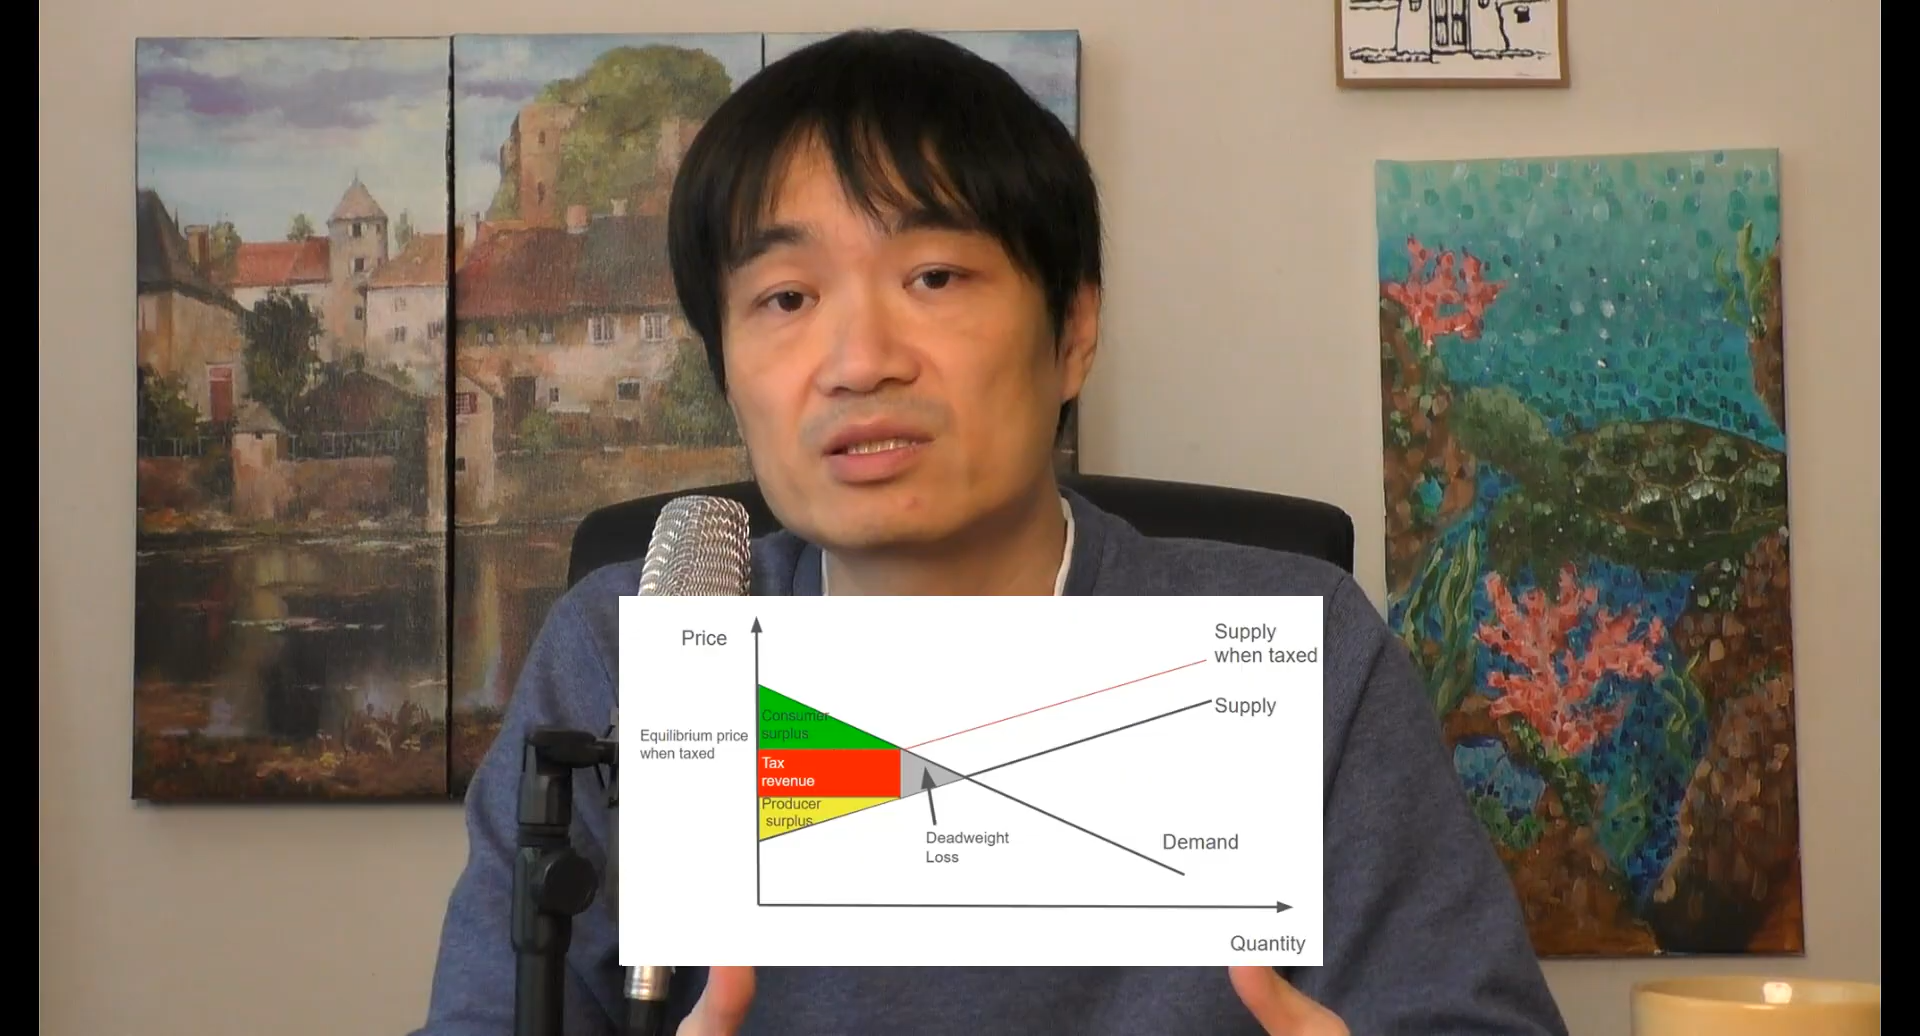 Price
Supply
when taxed
Supply
Consumer
surplus
Equilibrium price
when taxed
Tax
revenue
Producer
surplus
Deadweight
Loss
Demand
Quantity